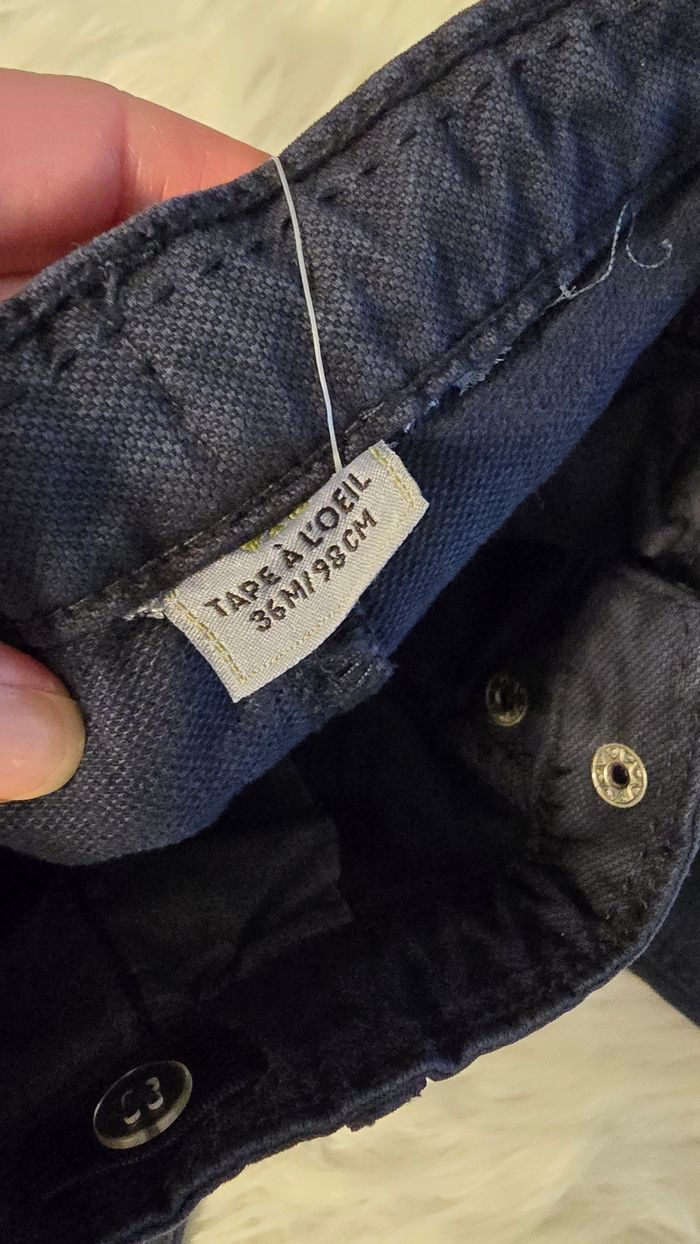 TAPE À L'OEIL
36M/98CM